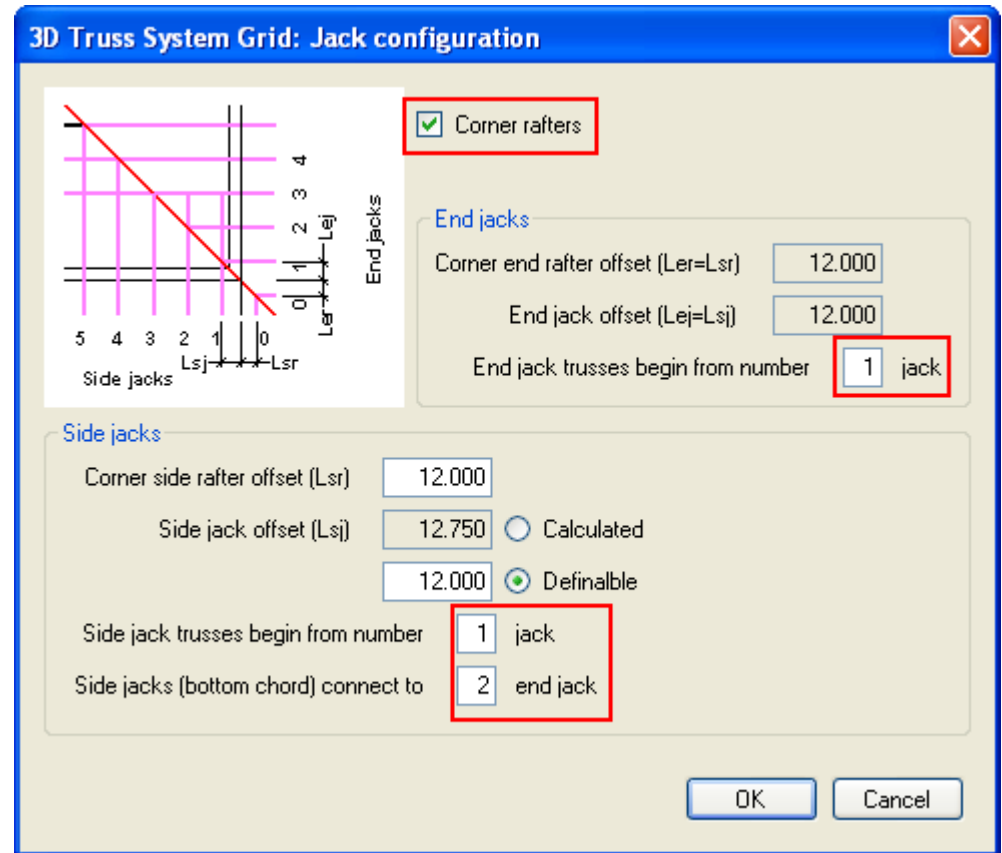 3D Truss System Grid: Jack configuration
Corner rafters
4
3
2
1
0
Lej
Ler
End jacks
5 4 3 2 1 0
Lsj
Lsr
Side jacks
End jacks
Corner end rafter offset (Ler=Lsr) 12.000
End jack offset (Lej=Lsj) 12.000
End jack trusses begin from number 1 jack
Side jacks
Corner side rafter offset (Lsr) 12.000
Side jack offset (Lsj) 12.750 Calculated
12.000 Definalble
Side jack trusses begin from number 1 jack
Side jacks (bottom chord) connect to 2 end jack
OK Cancel